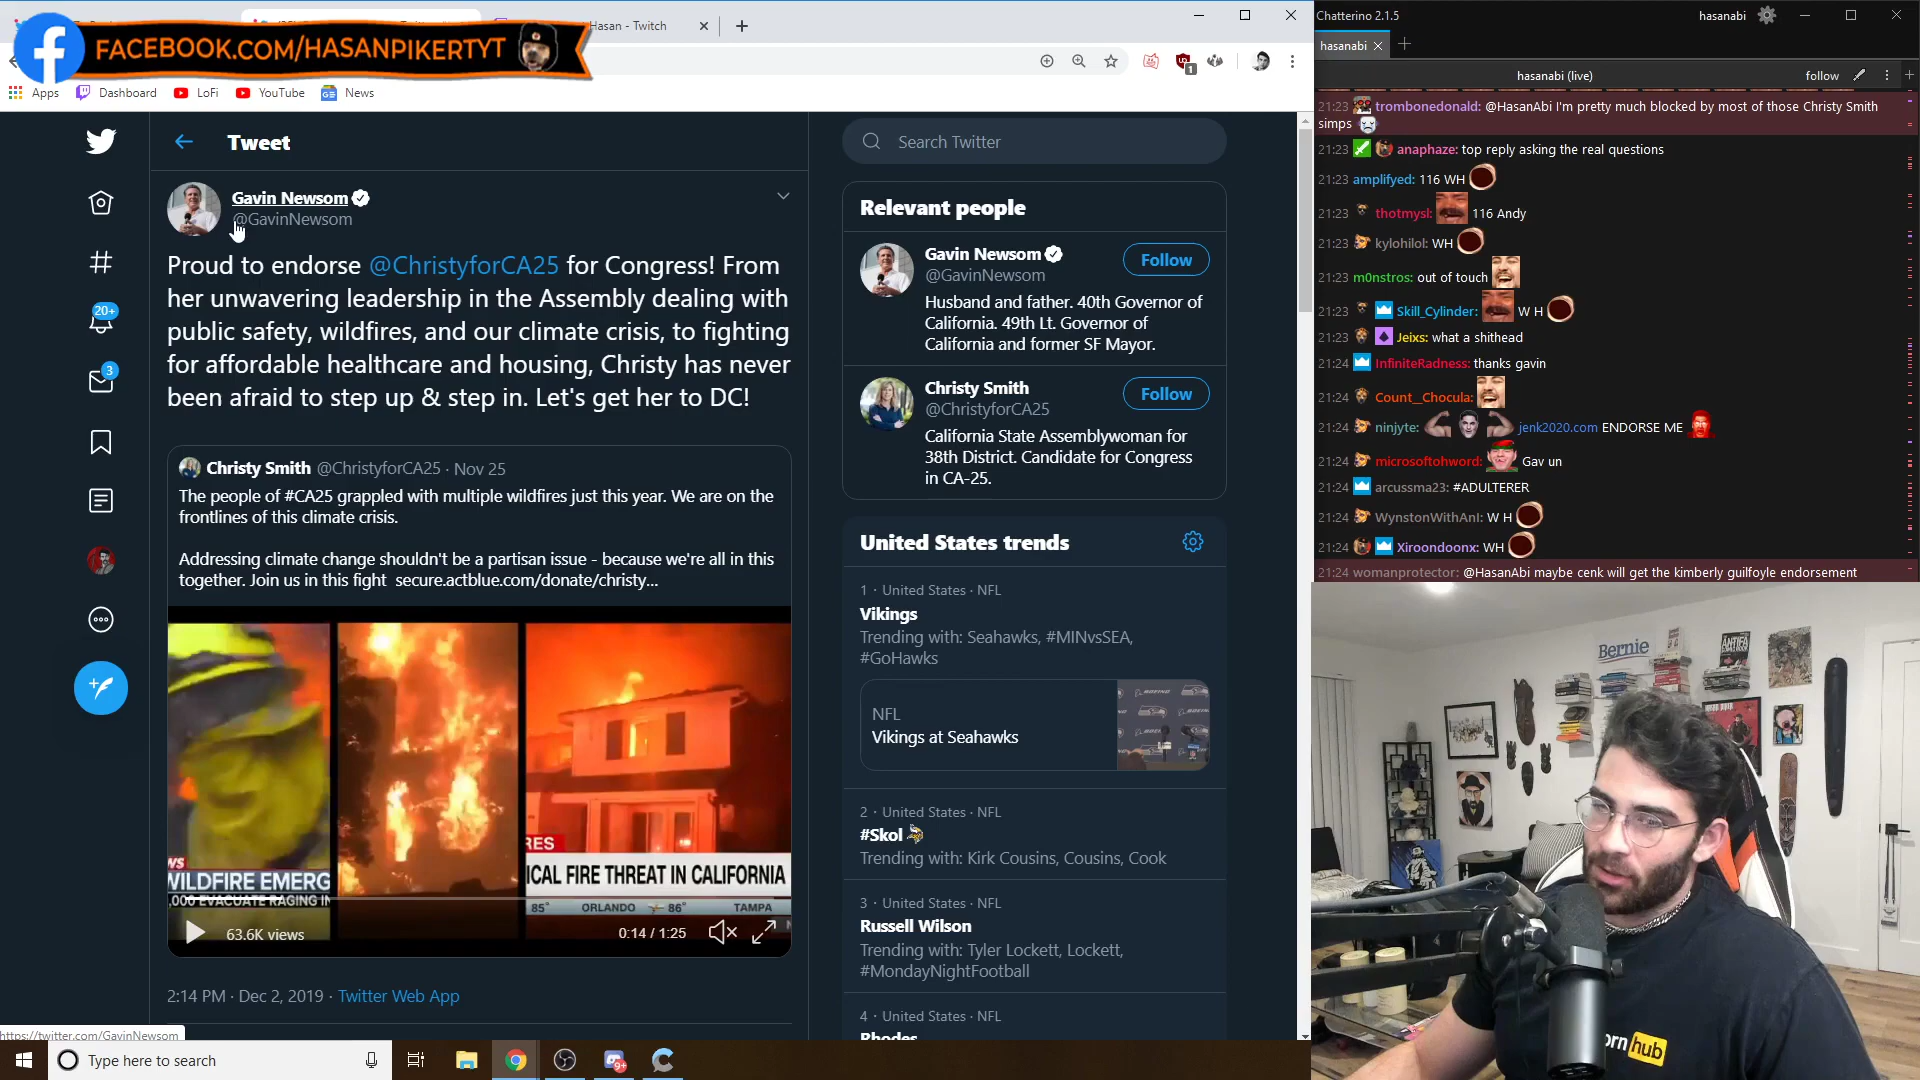 FACEBOOK.COM/HASANPIKERTYT
Hasan - Twitch
Apps
Dashboard
LoFi
YouTube
News
Tweet
Search Twitter
Gavin Newsom
@GavinNewsom
Proud to endorse @ChristyforCA25 for Congress! From
her unwavering leadership in the Assembly dealing with
public safety, wildfires, and our climate crisis, to fighting
for affordable healthcare and housing, Christy has never
been afraid to step up & step in. Let's get her to DC!
20+
3
Christy Smith @ChristyforCA25 · Nov 25
The people of #CA25 grappled with multiple wildfires just this year. We are on the
frontlines of this climate crisis.
Addressing climate change shouldn't be a partisan issue - because we're all in this
together. Join us in this fight secure.actblue.com/donate/christy...
WS
WILDFIRE EMERG
,000 EVACUATE RAGING IN
RES
ICAL FIRE THREAT IN CALIFORNIA
85° ORLANDO 86° TAMPA
63.6K views
0:14 / 1:25
2:14 PM · Dec 2, 2019 · Twitter Web App
https://twitter.com/GavinNewsom
Relevant people
Gavin Newsom
@GavinNewsom
Follow
Husband and father. 40th Governor of
California. 49th Lt. Governor of
California and former SF Mayor.
Christy Smith
@ChristyforCA25
Follow
California State Assemblywoman for
38th District. Candidate for Congress
in CA-25.
United States trends
1 · United States · NFL
Vikings
Trending with: Seahawks, #MINvsSEA,
#GoHawks
NFL
Vikings at Seahawks
2 · United States · NFL
#Skol
Trending with: Kirk Cousins, Cousins, Cook
3 · United States · NFL
Russell Wilson
Trending with: Tyler Lockett, Lockett,
#MondayNightFootball
4 · United States · NFL
Rhodes
Type here to search
Chatterino 2.1.5
hasanabi
hasanabi
hasanabi (live)
follow
21:23 trombonedonald: @HasanAbi I'm pretty much blocked by most of those Christy Smith
simps
21:23 anaphaze: top reply asking the real questions
21:23 amplifyed: 116 WH
21:23 thotmysl: 116 Andy
21:23 kylohilol: WH
21:23 m0nstros: out of touch
21:23 Skill_Cylinder: W H
21:23 Jeixs: what a shithead
21:24 InfiniteRadness: thanks gavin
21:24 Count__Chocula:
21:24 ninjyte: jenk2020.com ENDORSE ME
21:24 microsoftohword: Gav un
21:24 arcussma23: #ADULTERER
21:24 WynstonWithAnI: W H
21:24 Xiroondoonx: WH
21:24 womanprotector: @HasanAbi maybe cenk will get the kimberly guilfoyle endorsement
Bernie
orn hub